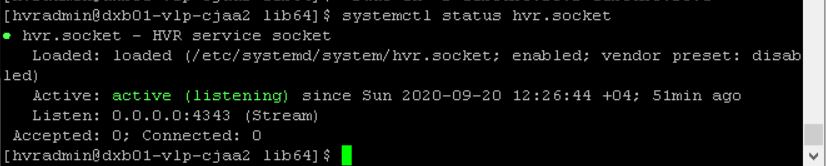 [hvradmin@dxb01-vlp-cjaa2 lib64]$ systemctl status hvr.socket
● hvr.socket - HVR service socket
Loaded: loaded (/etc/systemd/system/hvr.socket; enabled; vendor preset: disab
led)
Active: active (listening) since Sun 2020-09-20 12:26:44 +04; 51min ago
Listen: 0.0.0.0:4343 (Stream)
Accepted: 0; Connected: 0
[hvradmin@dxb01-vlp-cjaa2 lib64]$